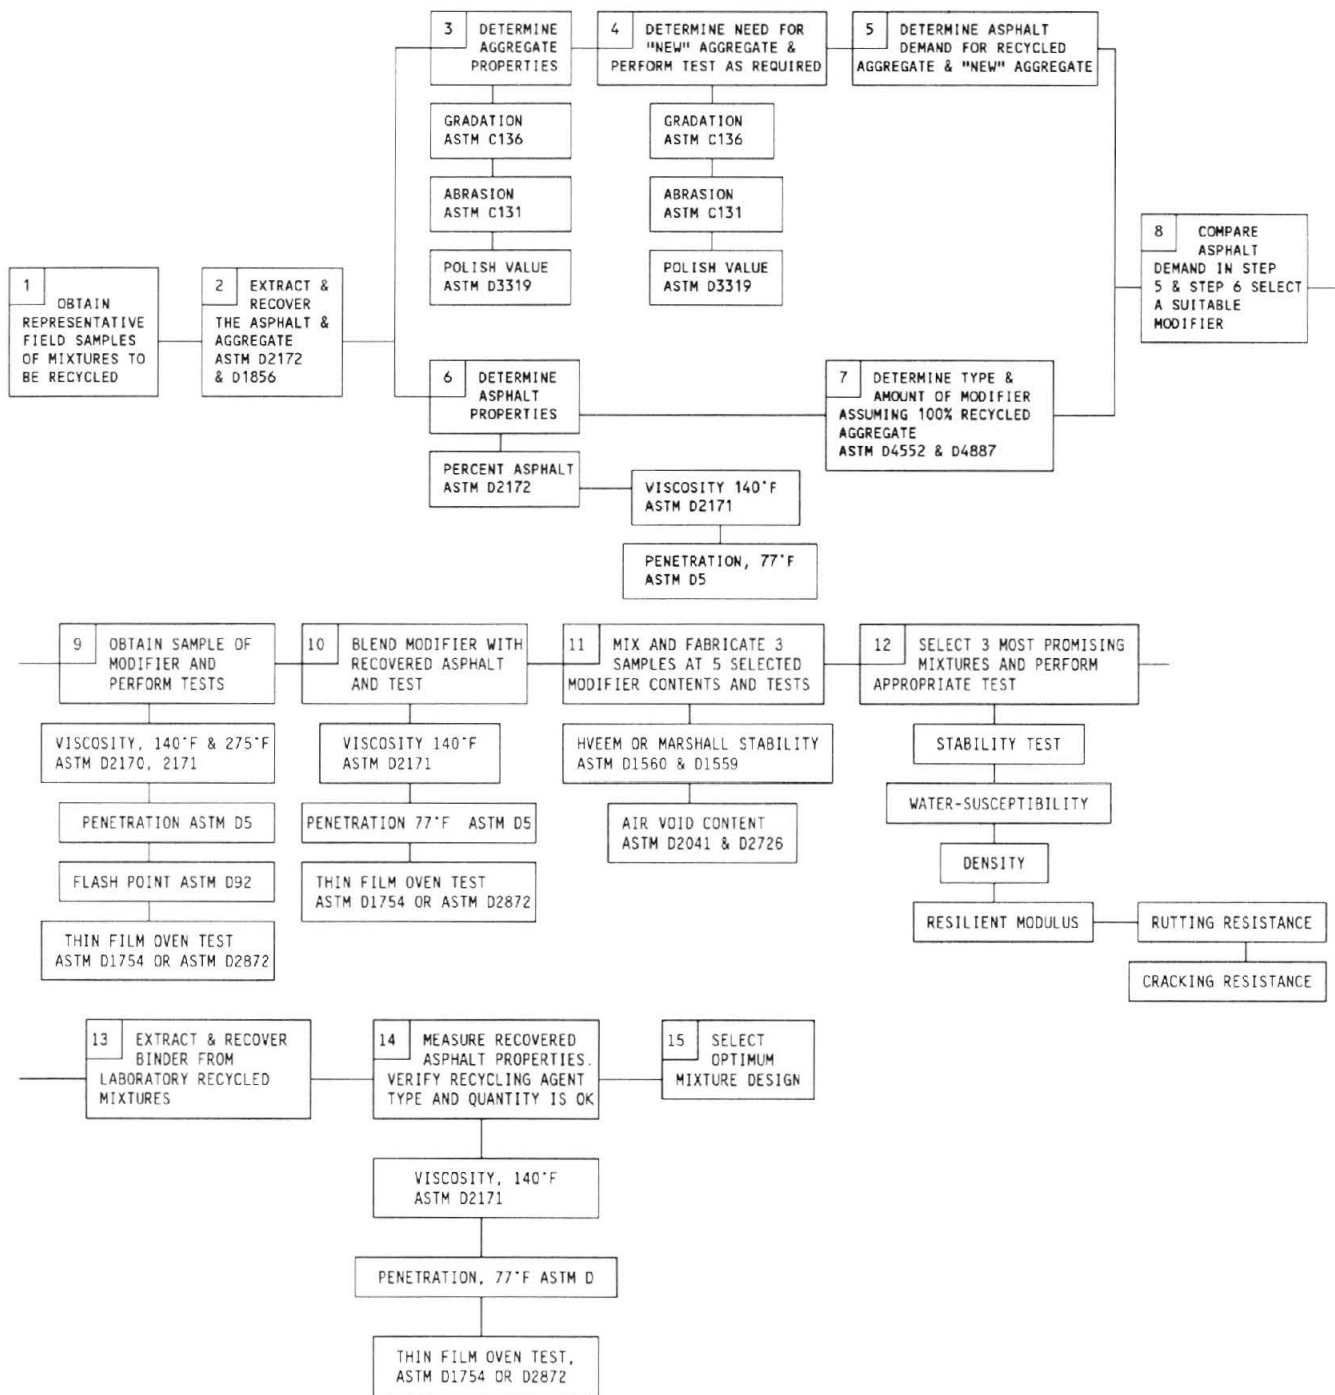 3 DETERMINE
AGGREGATE
PROPERTIES
4 DETERMINE NEED FOR
"NEW" AGGREGATE &
PERFORM TEST AS REQUIRED
5 DETERMINE ASPHALT
DEMAND FOR RECYCLED
AGGREGATE & "NEW" AGGREGATE
GRADATION
ASTM C136
ABRASION
ASTM C131
POLISH VALUE
ASTM D3319
GRADATION
ASTM C136
ABRASION
ASTM C131
POLISH VALUE
ASTM D3319
1
OBTAIN
REPRESENTATIVE
FIELD SAMPLES
OF MIXTURES TO
BE RECYCLED
2 EXTRACT &
RECOVER
THE ASPHALT &
AGGREGATE
ASTM D2172
& D1856
8 COMPARE
ASPHALT
DEMAND IN STEP
5 & STEP 6 SELECT
A SUITABLE
MODIFIER
6 DETERMINE
ASPHALT
PROPERTIES
7 DETERMINE TYPE &
AMOUNT OF MODIFIER
ASSUMING 100% RECYCLED
AGGREGATE
ASTM D4552 & D4887
PERCENT ASPHALT
ASTM D2172
VISCOSITY 140°F
ASTM D2171
PENETRATION, 77°F
ASTM D5
9 OBTAIN SAMPLE OF
MODIFIER AND
PERFORM TESTS
10 BLEND MODIFIER WITH
RECOVERED ASPHALT
AND TEST
11 MIX AND FABRICATE 3
SAMPLES AT 5 SELECTED
MODIFIER CONTENTS AND TESTS
12 SELECT 3 MOST PROMISING
MIXTURES AND PERFORM
APPROPRIATE TEST
VISCOSITY, 140°F & 275°F
ASTM D2170, 2171
PENETRATION ASTM D5
FLASH POINT ASTM D92
THIN FILM OVEN TEST
ASTM D1754 OR ASTM D2872
VISCOSITY 140°F
ASTM D2171
PENETRATION 77°F ASTM D5
THIN FILM OVEN TEST
ASTM D1754 OR ASTM D2872
HVEEM OR MARSHALL STABILITY
ASTM D1560 & D1559
AIR VOID CONTENT
ASTM D2041 & D2726
STABILITY TEST
WATER-SUSCEPTIBILITY
DENSITY
RESILIENT MODULUS
RUTTING RESISTANCE
CRACKING RESISTANCE
13 EXTRACT & RECOVER
BINDER FROM
LABORATORY RECYCLED
MIXTURES
14 MEASURE RECOVERED
ASPHALT PROPERTIES.
VERIFY RECYCLING AGENT
TYPE AND QUANTITY IS OK
15 SELECT
OPTIMUM
MIXTURE DESIGN
VISCOSITY, 140°F
ASTM D2171
PENETRATION, 77°F ASTM D
THIN FILM OVEN TEST,
ASTM D1754 OR D2872